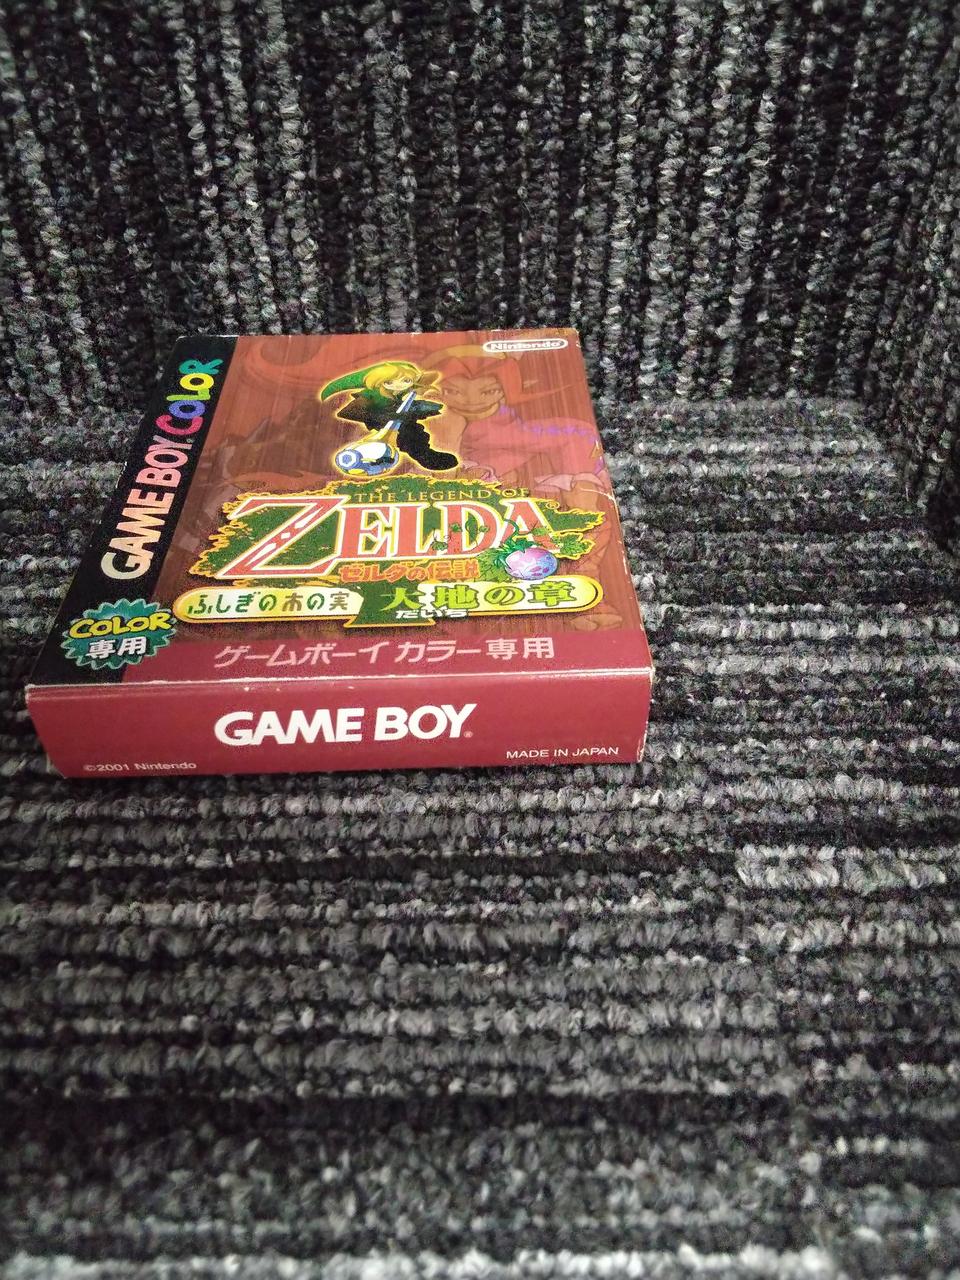 Nintendo
GAME BOY COLOR
THE LEGEND OF
ZELDA
ゼルダの伝説
ふしぎの木の実 大地の章
だいち
COLOR
専用
ゲームボーイカラー専用
GAME BOY
©2001 Nintendo
MADE IN JAPAN